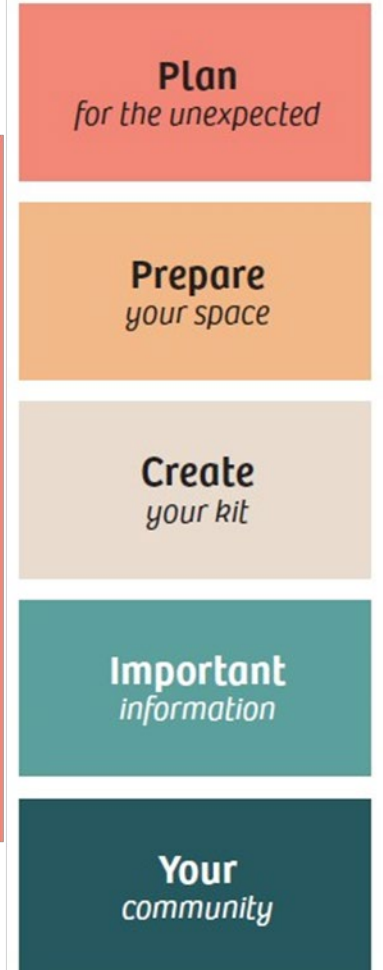 Plan
for the unexpected
Prepare
your space
Create
your kit
Important
information
Your
community